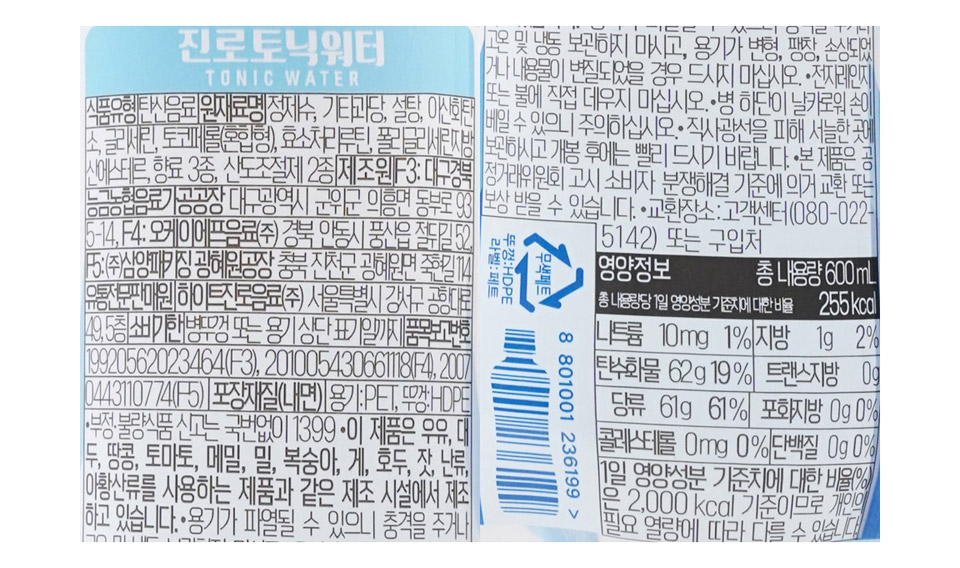 진로토닉워터
TONIC WATER
식품유형 탄산음료 원재료명 정제수, 기타과당, 설탕, 이산화탄
소, 글리세린, 토코페롤(혼합형), 효소처리루틴, 폴리글리세린지방
산에스테르, 향료 3종, 산도조절제 2종 제조원 F3: 대구경북
능금농협음료가공공장 대구광역시 군위군 의흥면 동부로 93
5-14, F4: 오케이에프음료(주) 경북 안동시 풍산읍 절터길 52,
F5: (주)삼양패키징 광혜원공장 충북 진천군 광혜원면 죽현길 114
유통전문판매원 하이트진로음료(주) 서울특별시 강서구 공항대로
49, 5층 소비기한 병뚜껑 또는 용기 상단 표기일까지 품목보고번호
19920562023464(F3), 201005430661118(F4), 2007
0443110774(F5) 포장재질(내면) 용기:PET, 뚜껑:HDPE
•부정·불량식품 신고는 국번없이 1399 •이 제품은 우유, 대
두, 땅콩, 토마토, 메밀, 밀, 복숭아, 게, 호두, 잣, 난류,
아황산류를 사용하는 제품과 같은 제조 시설에서 제조
하고 있습니다. •용기가 파열될 수 있으니 충격을 주거나
고온 및 냉동 보관하지 마시고, 용기가 변형, 팽창, 손상되었
거나 내용물이 변질되었을 경우 드시지 마십시오. •전자레인지
또는 불에 직접 데우지 마십시오. •병 하단이 날카로워 손이
베일 수 있으니 주의하십시오 •직사광선을 피해 서늘한 곳에
보관하시고 개봉 후에는 빨리 드시기 바랍니다. •본 제품은 공
정거래위원회 고시 소비자 분쟁해결 기준에 의거 교환 또는
보상 받을 수 있습니다. •교환장소:고객센터(080-022-
5142) 또는 구입처
무색페트
뚜껑:HDPE
라벨:페트
8 801001 236199 >
영양정보 총 내용량 600 mL
총 내용량당 1일 영양성분 기준치에 대한 비율 255 kcal
나트륨 10mg 1% 지방 1g 2%
탄수화물 62g 19% 트랜스지방 0g
당류 61g 61% 포화지방 0g 0%
콜레스테롤 0mg 0% 단백질 0g 0%
1일 영양성분 기준치에 대한 비율(%)
은 2,000 kcal 기준이므로 개인의
필요 열량에 따라 다를 수 있습니다.